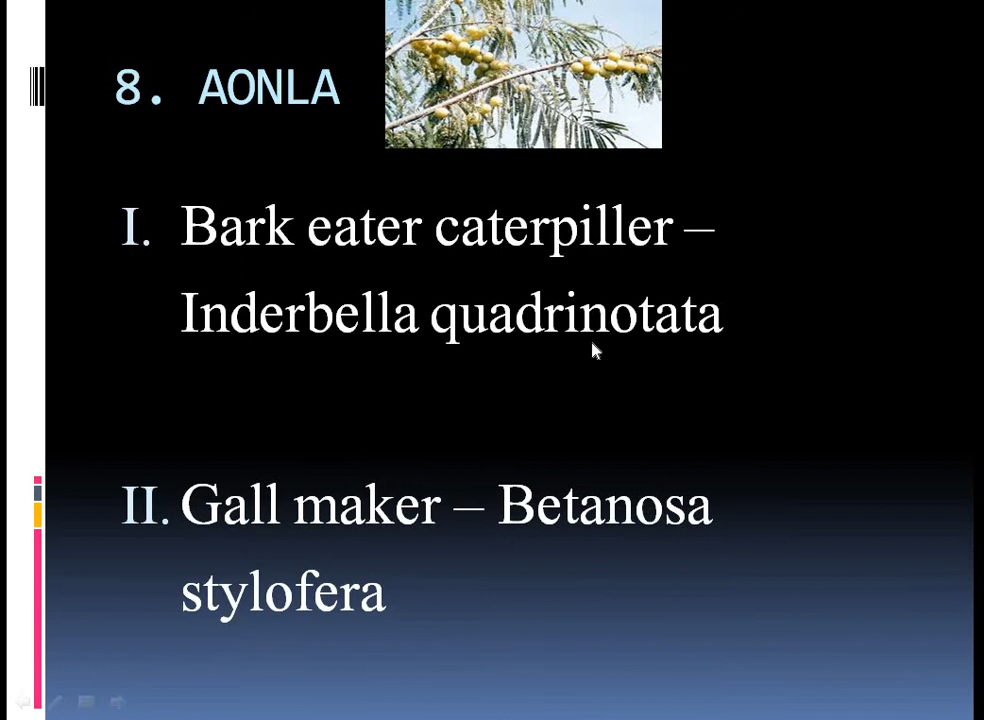 8. AONLA
I. Bark eater caterpiller –
Inderbella quadrinotata
II. Gall maker – Betanosa
stylofera